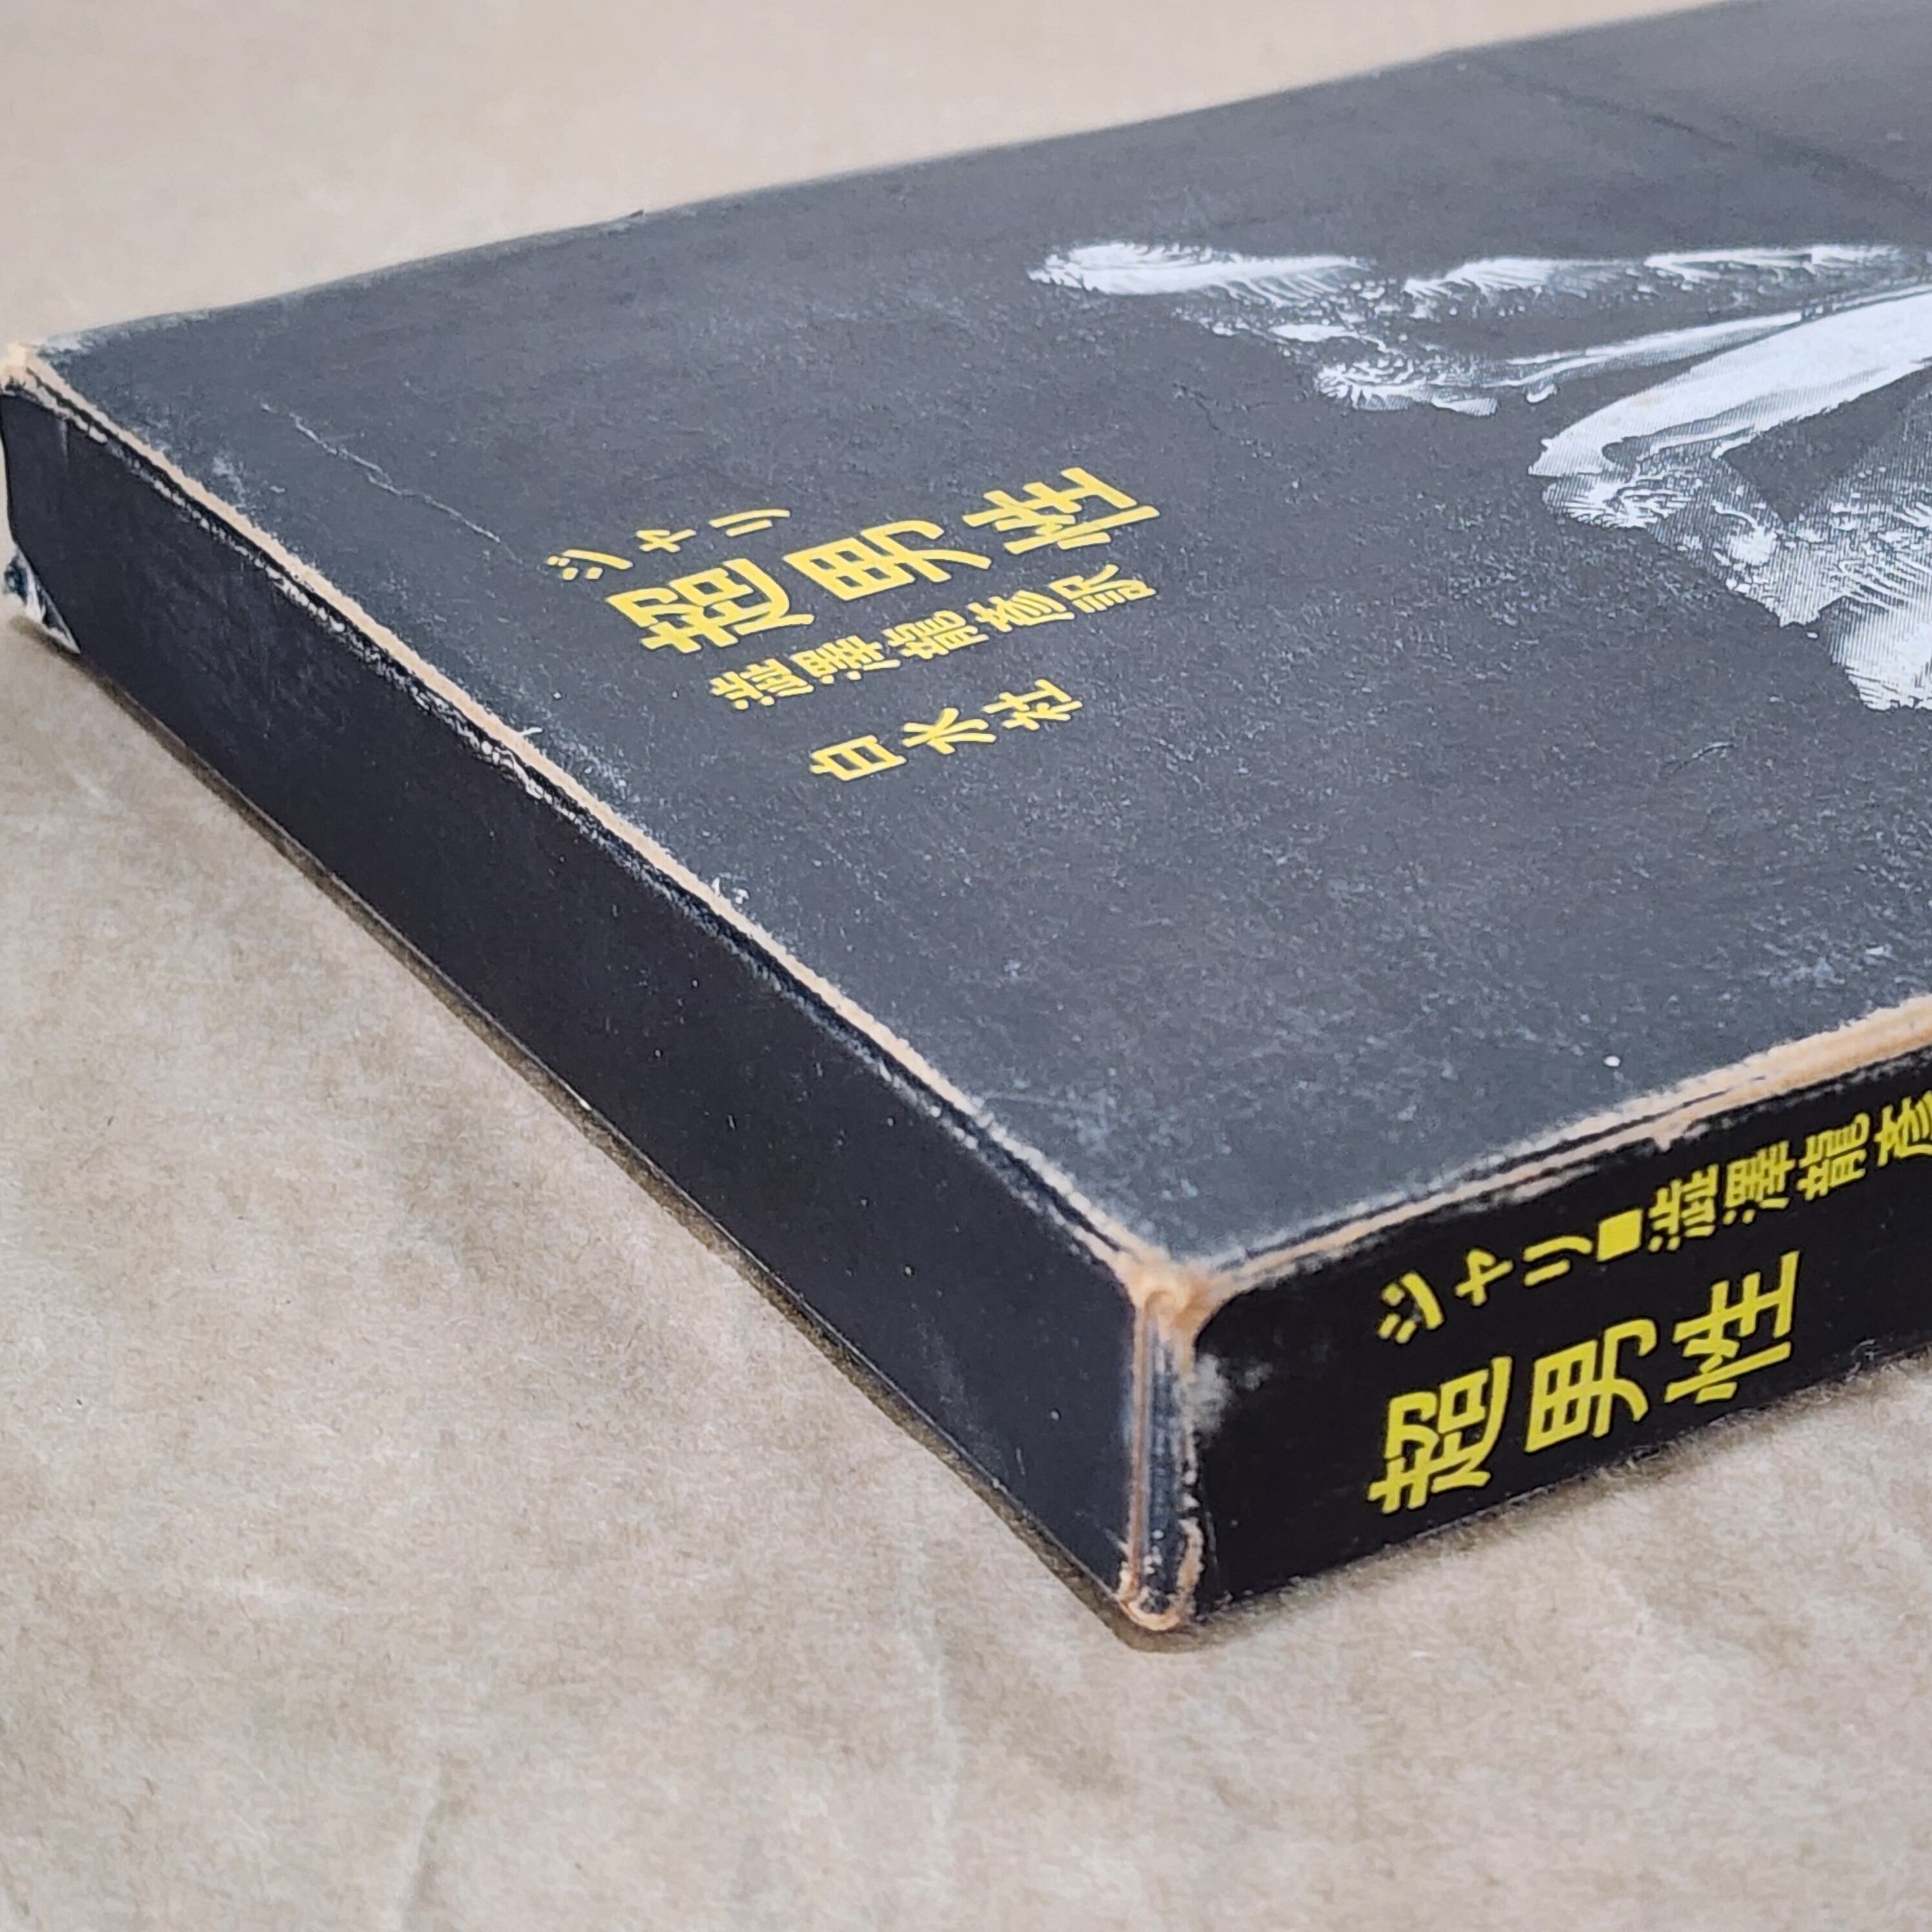 ジャリ
超男性
澁澤龍彦訳
白水社
ジャリ■澁澤龍彦
超男性